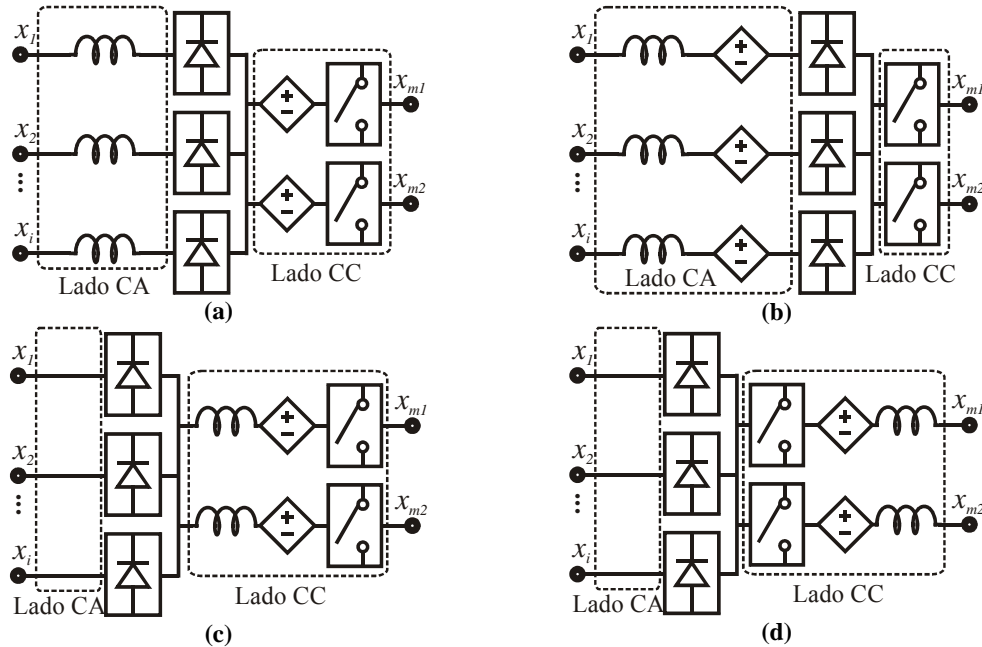 x1
x2
⋮
xi
Lado CA
+
-
+
-
xm1
xm2
Lado CC
(a)
x1
x2
⋮
xi
Lado CA
+
-
+
-
+
-
xm1
xm2
Lado CC
(b)
x1
x2
⋮
xi
Lado CA
+
-
+
-
xm1
xm2
Lado CC
(c)
x1
x2
⋮
xi
Lado CA
+
-
+
-
xm1
xm2
Lado CC
(d)